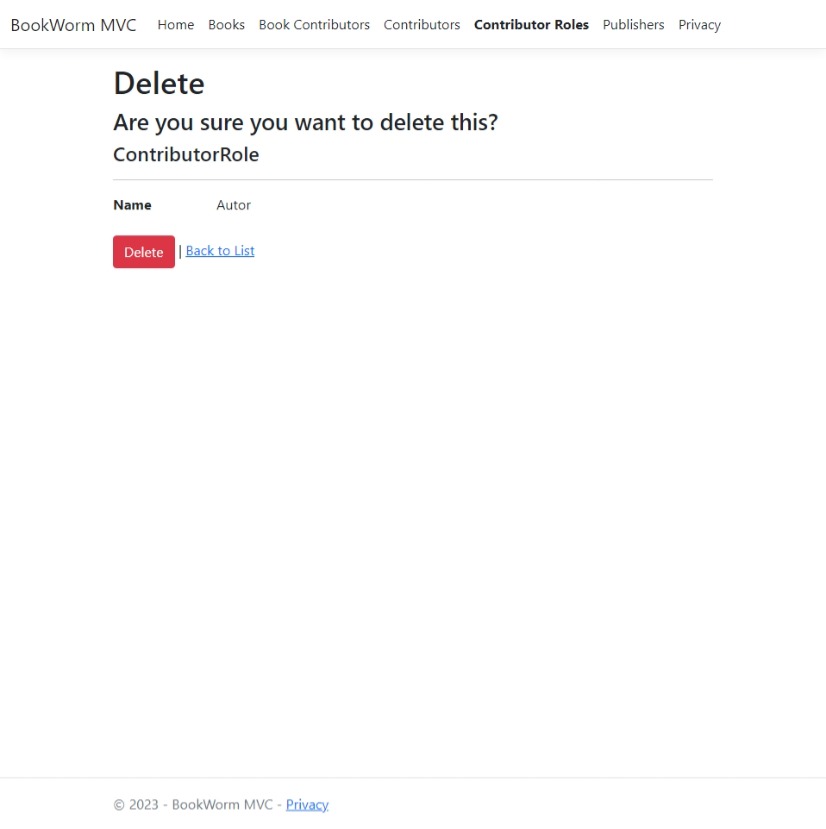 BookWorm MVC Home Books Book Contributors Contributors Contributor Roles Publishers Privacy
Delete
Are you sure you want to delete this?
ContributorRole
Name Autor
Delete | Back to List
© 2023 - BookWorm MVC - Privacy